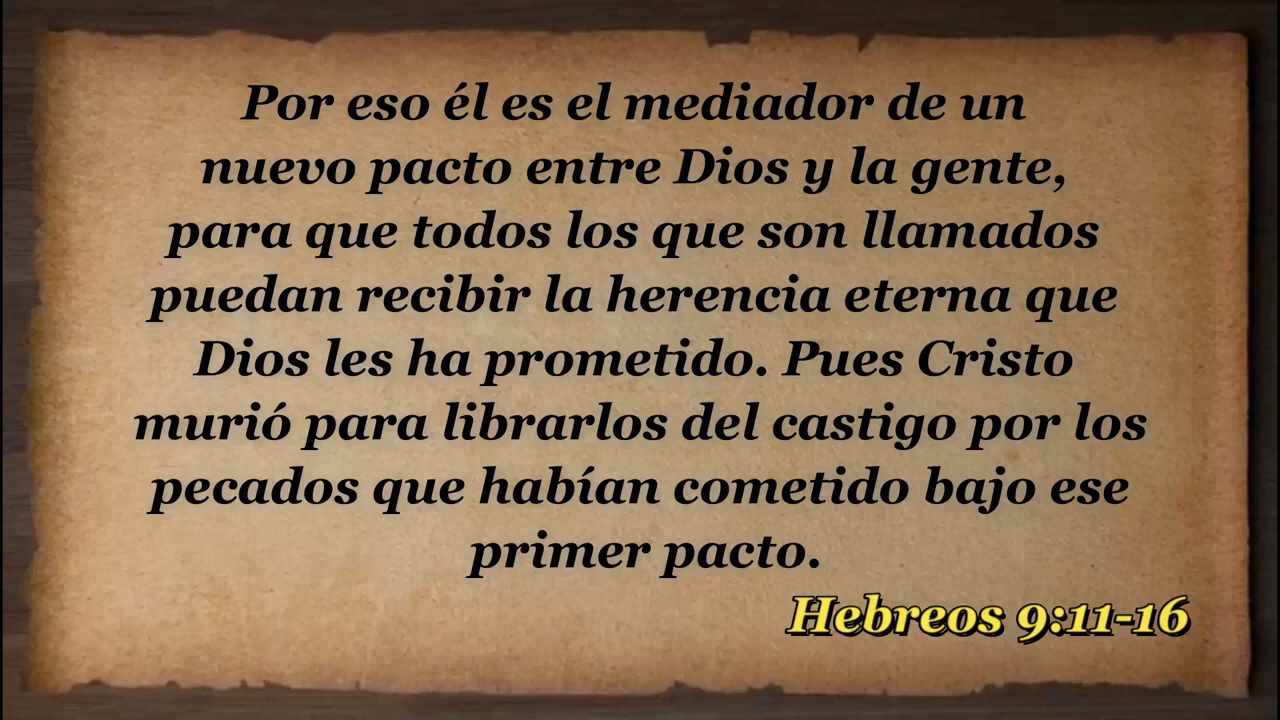 Por eso él es el mediador de un
nuevo pacto entre Dios y la gente,
para que todos los que son llamados
puedan recibir la herencia eterna que
Dios les ha prometido. Pues Cristo
murió para librarlos del castigo por los
pecados que habían cometido bajo ese
primer pacto.
Hebreos 9:11-16